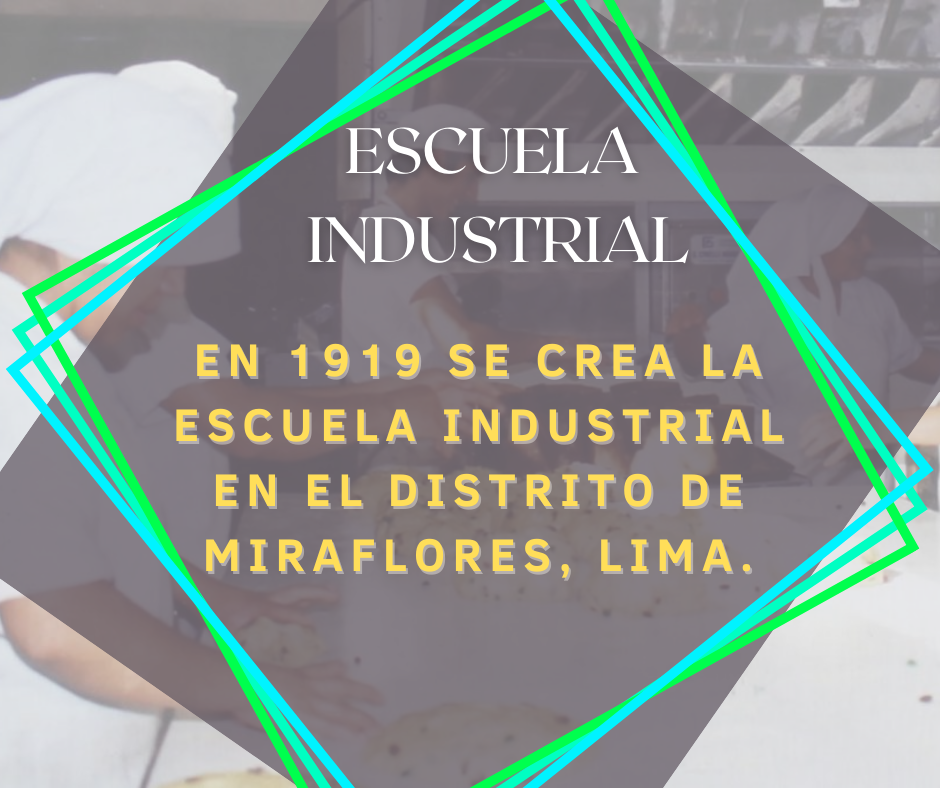 ESCUELA
INDUSTRIAL
EN 1919 SE CREA LA
ESCUELA INDUSTRIAL
EN EL DISTRITO DE
MIRAFLORES, LIMA.